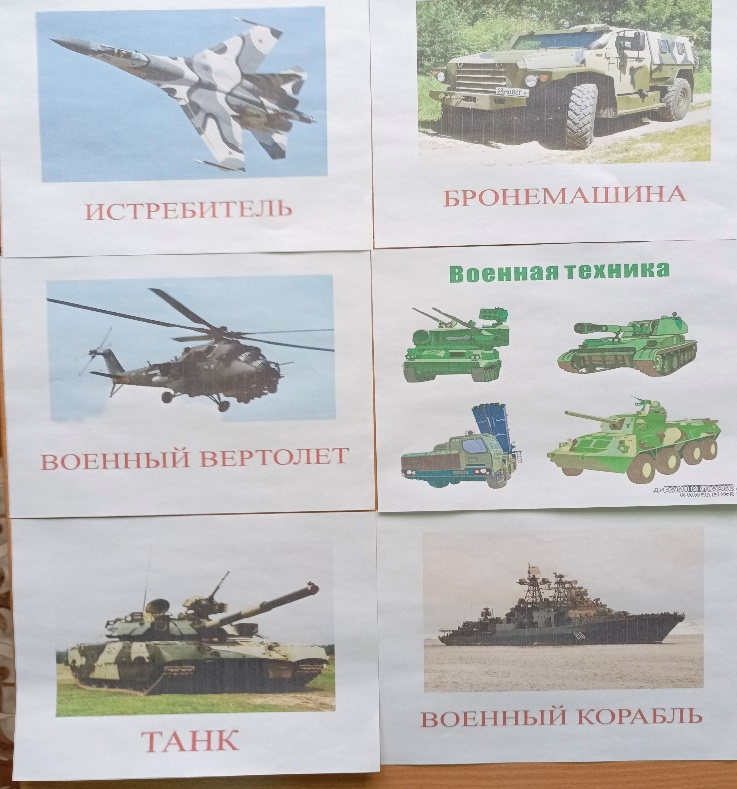 ИСТРЕБИТЕЛЬ
БРОНЕМАШИНА
ВОЕННЫЙ ВЕРТОЛЕТ
Военная техника
ТАНК
ВОЕННЫЙ КОРАБЛЬ